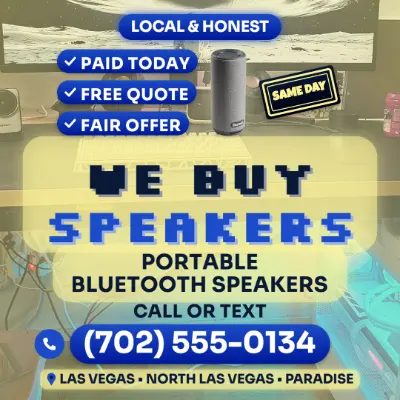 LOCAL & HONEST
PAID TODAY
FREE QUOTE
FAIR OFFER
SAME DAY
WE BUY
SPEAKERS
PORTABLE
BLUETOOTH SPEAKERS
CALL OR TEXT
(702) 555-0134
LAS VEGAS • NORTH LAS VEGAS • PARADISE